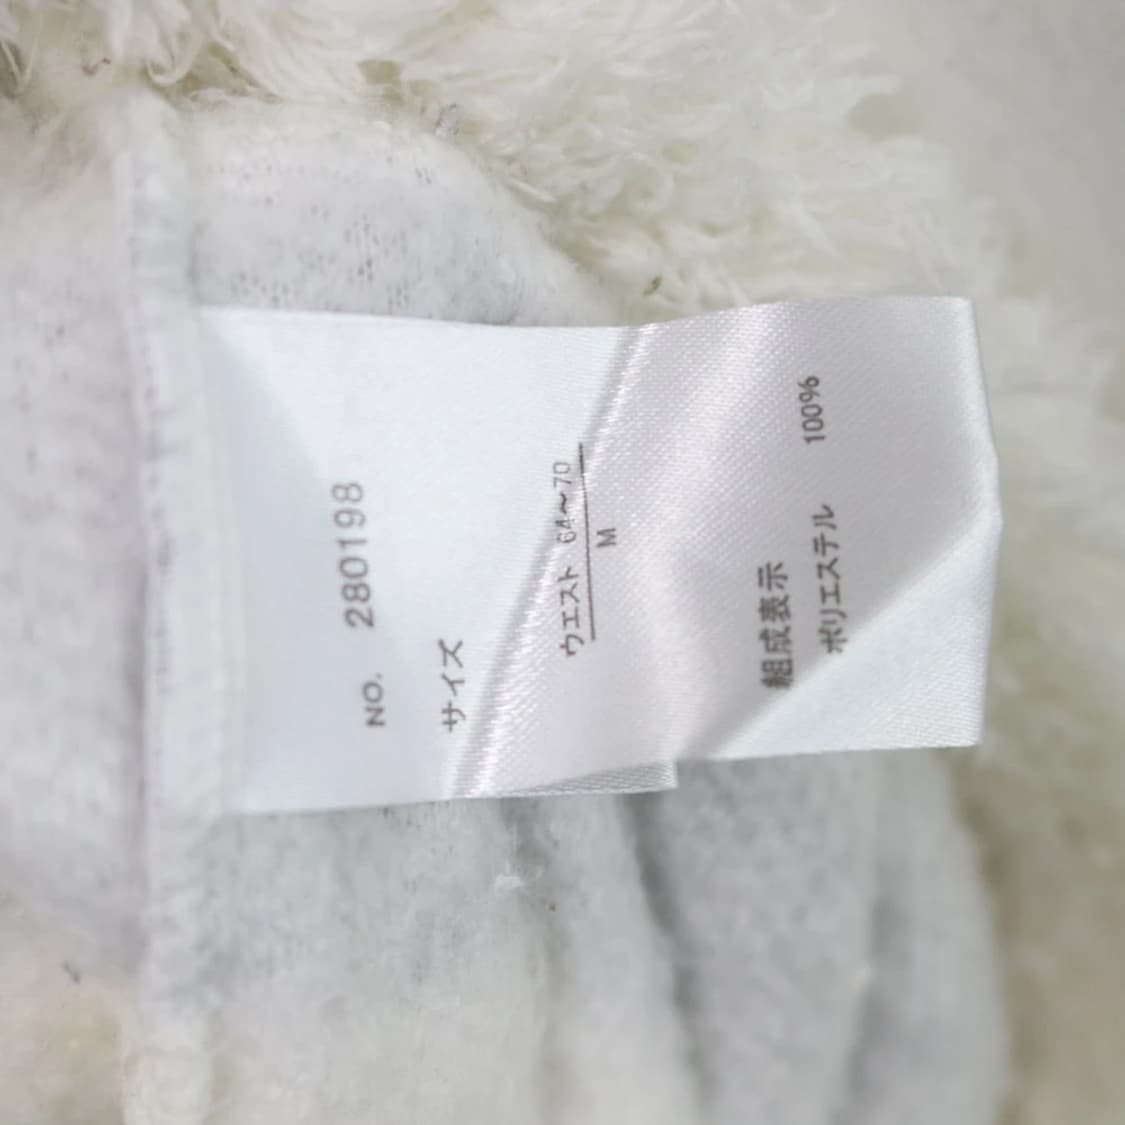 NO. 280198
サイズ
ウエスト 64～70
M
組成表示
ポリエステル 100%